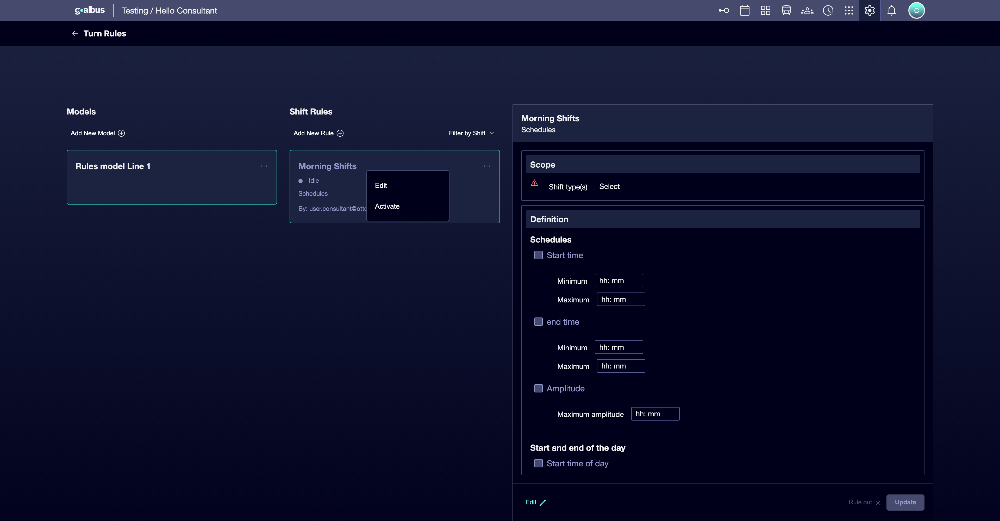 goalbus
Testing / Hello Consultant
C
Turn Rules
Models
Add New Model
Rules model Line 1
...
Shift Rules
Add New Rule
Filter by Shift
Morning Shifts
...
Idle
Schedules
By: user.consultant@otto
Edit
Activate
Morning Shifts
Schedules
Scope
Shift type(s) Select
Definition
Schedules
Start time
Minimum hh: mm
Maximum hh: mm
end time
Minimum hh: mm
Maximum hh: mm
Amplitude
Maximum amplitude hh: mm
Start and end of the day
Start time of day
Edit
Rule out
Update